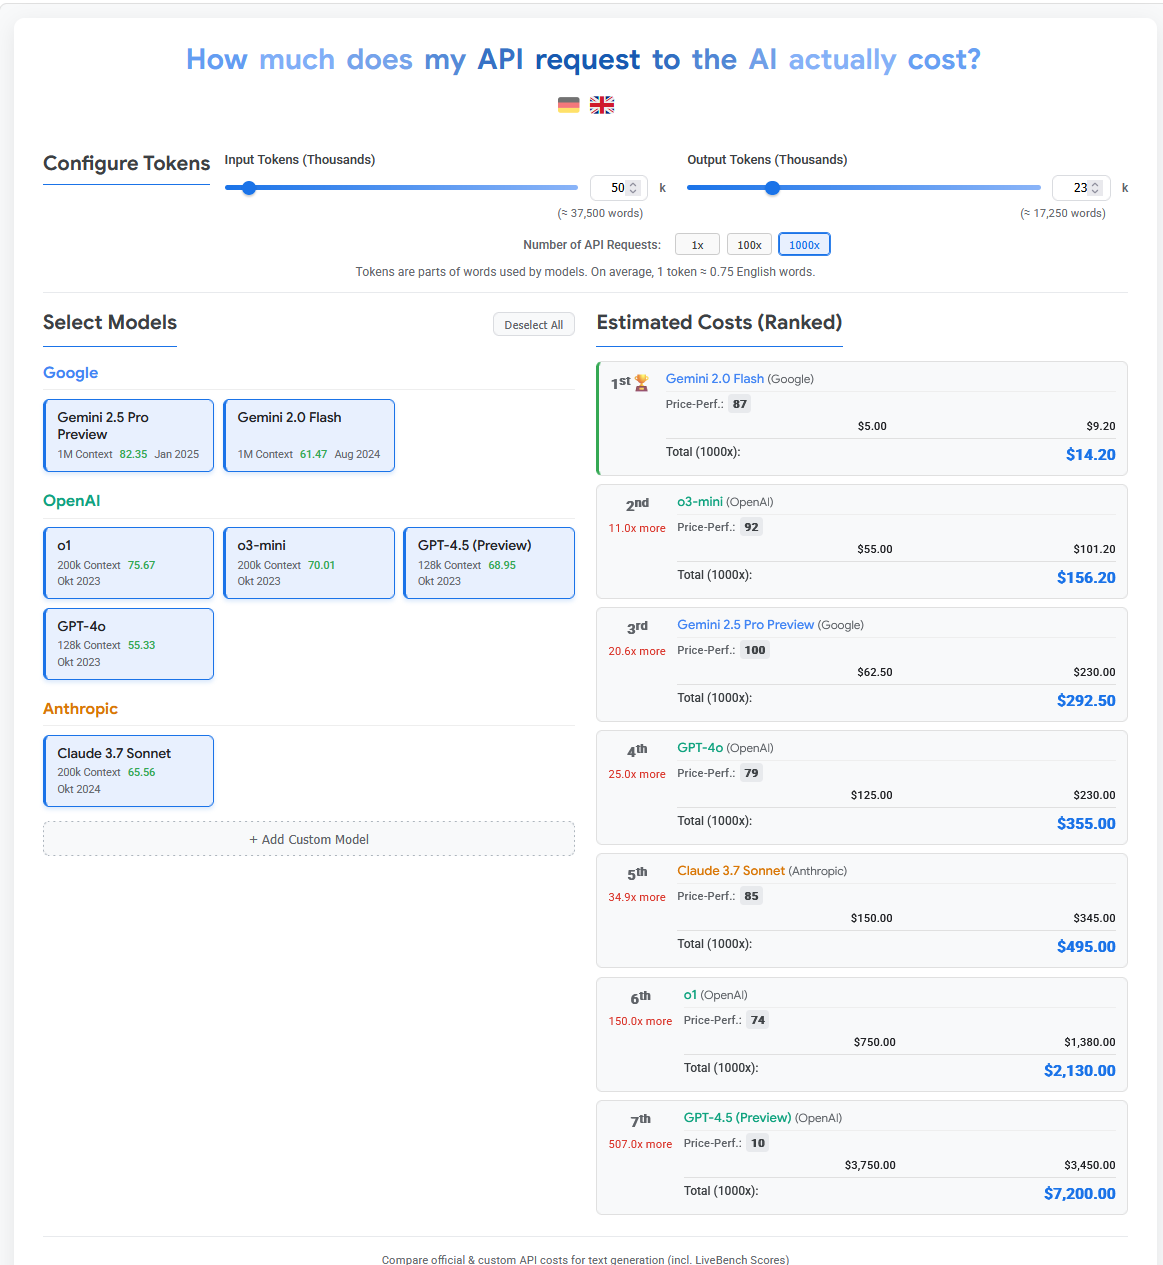 How much does my API request to the AI actually cost?
Configure Tokens
Input Tokens (Thousands)
50
k
(≈ 37,500 words)
Output Tokens (Thousands)
23
k
(≈ 17,250 words)
Number of API Requests: 1x 100x 1000x
Tokens are parts of words used by models. On average, 1 token ≈ 0.75 English words.
Select Models
Deselect All
Google
Gemini 2.5 Pro
Preview
1M Context 82.35 Jan 2025
Gemini 2.0 Flash
1M Context 61.47 Aug 2024
OpenAI
o1
200k Context 75.67
Okt 2023
o3-mini
200k Context 70.01
Okt 2023
GPT-4.5 (Preview)
128k Context 68.95
Okt 2023
GPT-4o
128k Context 55.33
Okt 2023
Anthropic
Claude 3.7 Sonnet
200k Context 65.56
Okt 2024
+ Add Custom Model
Estimated Costs (Ranked)
1st 🏆 Gemini 2.0 Flash (Google)
Price-Perf.: 87
$5.00 $9.20
Total (1000x): $14.20
2nd o3-mini (OpenAI)
11.0x more Price-Perf.: 92
$55.00 $101.20
Total (1000x): $156.20
3rd Gemini 2.5 Pro Preview (Google)
20.6x more Price-Perf.: 100
$62.50 $230.00
Total (1000x): $292.50
4th GPT-4o (OpenAI)
25.0x more Price-Perf.: 79
$125.00 $230.00
Total (1000x): $355.00
5th Claude 3.7 Sonnet (Anthropic)
34.9x more Price-Perf.: 85
$150.00 $345.00
Total (1000x): $495.00
6th o1 (OpenAI)
150.0x more Price-Perf.: 74
$750.00 $1,380.00
Total (1000x): $2,130.00
7th GPT-4.5 (Preview) (OpenAI)
507.0x more Price-Perf.: 10
$3,750.00 $3,450.00
Total (1000x): $7,200.00
Compare official & custom API costs for text generation (incl. LiveBench Scores)